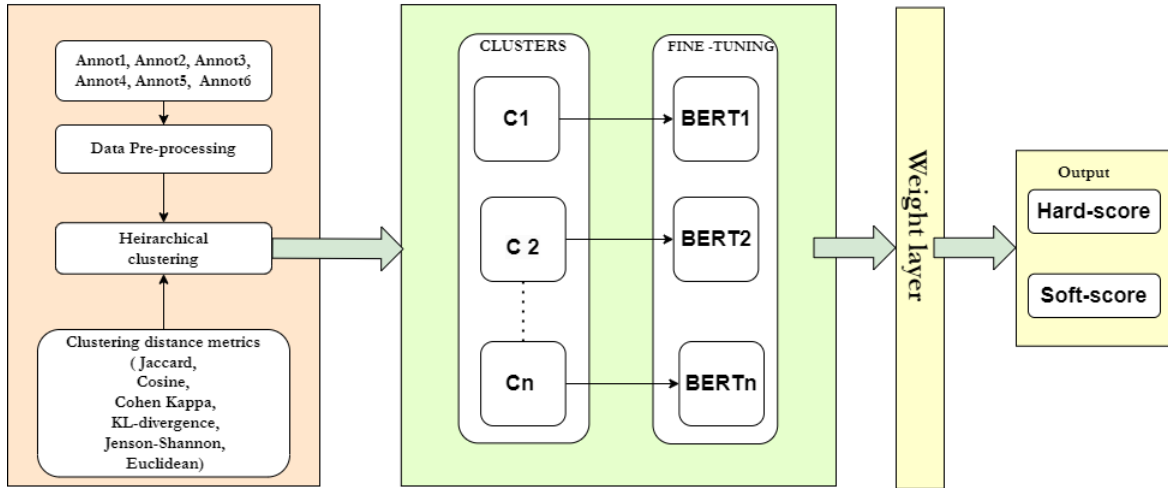 Annot1, Annot2, Annot3,
Annot4, Annot5, Annot6
Data Pre-processing
Heirarchical
clustering
Clustering distance metrics
( Jaccard,
Cosine,
Cohen Kappa,
KL-divergence,
Jenson-Shannon,
Euclidean)
CLUSTERS
C1
C 2
Cn
FINE -TUNING
BERT1
BERT2
BERTn
Weight layer
Output
Hard-score
Soft-score